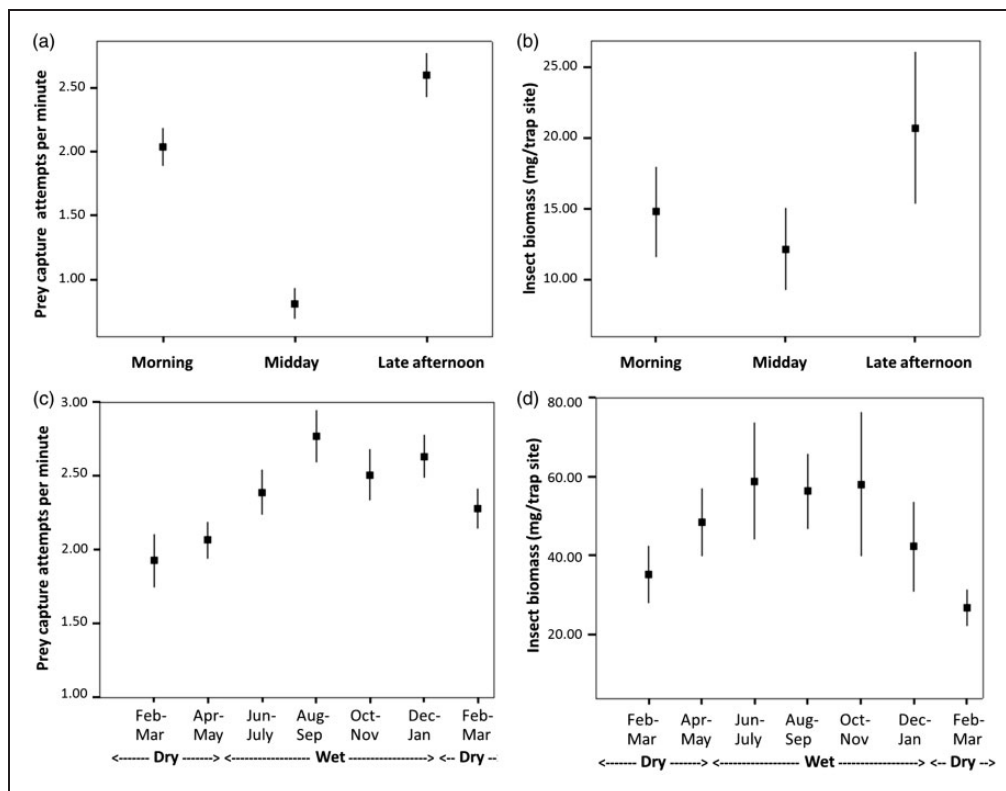 (a)
Prey capture attempts per minute
2.50
2.00
1.50
1.00
Morning Midday Late afternoon
(b)
Insect biomass (mg/trap site)
25.00
20.00
15.00
10.00
Morning Midday Late afternoon
(c)
Prey capture attempts per minute
3.00
2.50
2.00
1.50
1.00
Feb- Apr- Jun- Aug- Oct- Dec- Feb-
Mar May July Sep Nov Jan Mar
<------- Dry -------><------------------ Wet ------------------><-- Dry -->
(d)
Insect biomass (mg/trap site)
80.00
60.00
40.00
20.00
Feb- Apr- Jun- Aug- Oct- Dec- Feb-
Mar May July Sep Nov Jan Mar
<------- Dry -------><------------------ Wet ------------------><-- Dry -->